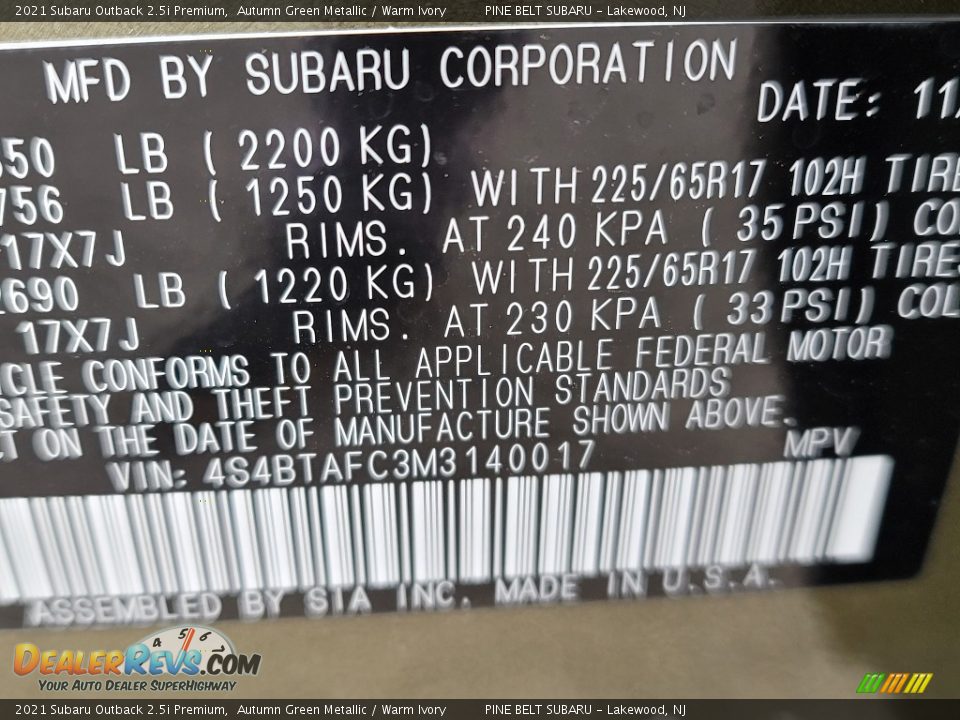 2021 Subaru Outback 2.5i Premium, Autumn Green Metallic / Warm Ivory PINE BELT SUBARU - Lakewood, NJ
MFD BY SUBARU CORPORATION
DATE: 11
50 LB ( 2200 KG)
756 LB ( 1250 KG) WITH 225/65R17 102H TIRE
17X7J RIMS. AT 240 KPA ( 35 PSI) CO
2690 LB ( 1220 KG) WITH 225/65R17 102H TIRES
17X7J RIMS. AT 230 KPA ( 33 PSI) COL
ICLE CONFORMS TO ALL APPLICABLE FEDERAL MOTOR
SAFETY AND THEFT PREVENTION STANDARDS
T ON THE DATE OF MANUFACTURE SHOWN ABOVE.
VIN: 4S4BTAFC3M3140017 MPV
ASSEMBLED BY SIA INC. MADE IN U.S.A.
DEALERREVS.COM
YOUR AUTO DEALER SUPERHIGHWAY
2021 Subaru Outback 2.5i Premium, Autumn Green Metallic / Warm Ivory PINE BELT SUBARU - Lakewood, NJ